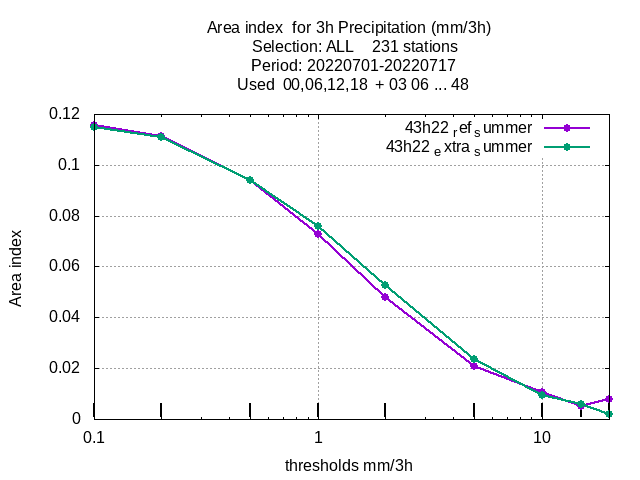 Area index  for 3h Precipitation (mm/3h)
Selection: ALL    231 stations
Period: 20220701-20220717
Used  00,06,12,18  + 03 06 ... 48
43h22 ref summer
43h22 extra summer
Area index
0.12
0.1
0.08
0.06
0.04
0.02
0
0.1 1 10
thresholds mm/3h